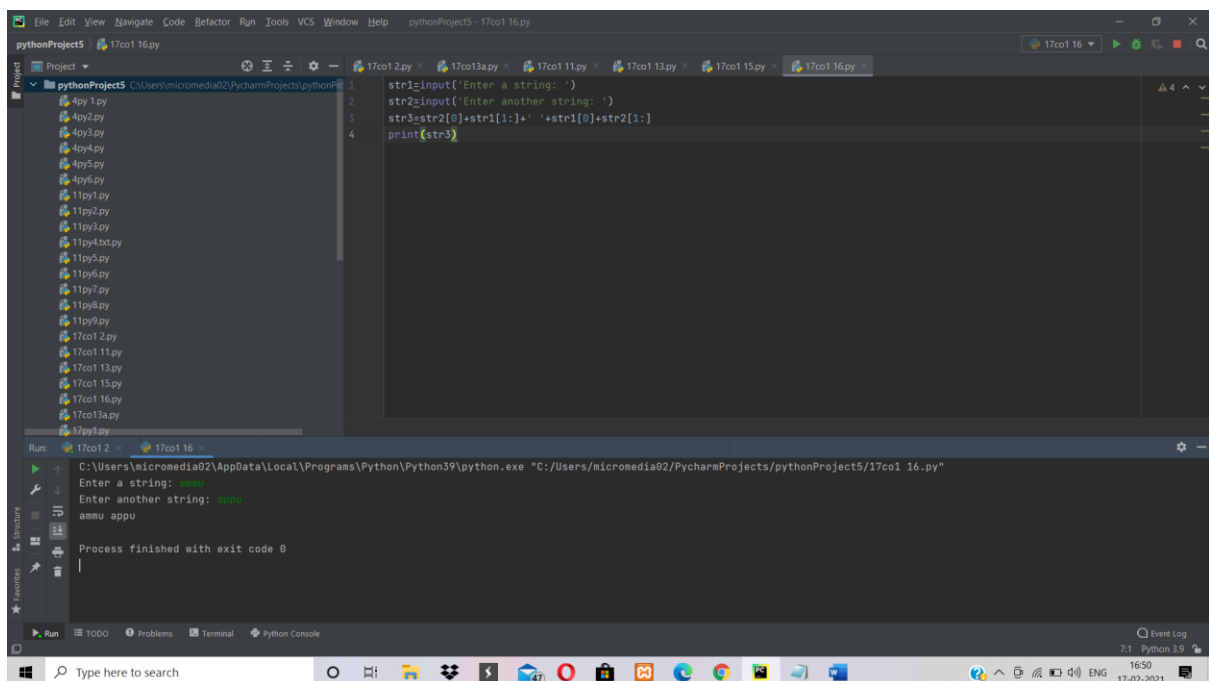 File Edit View Navigate Code Refactor Run Tools VCS Window Help pythonProject5 - 17co1 16.py
pythonProject5 17co1 16.py 17co1 16
Project 17co1 2.py 17co13a.py 17co1 11.py 17co1 13.py 17co1 15.py 17co1 16.py
Project
pythonProject5 C:\Users\micromedia02\PycharmProjects\pythonPro
4py 1.py
4py2.py
4py3.py
4py4.py
4py5.py
4py6.py
11py1.py
11py2.py
11py3.py
11py4.txt.py
11py5.py
11py6.py
11py7.py
11py8.py
11py9.py
17co1 2.py
17co1 11.py
17co1 13.py
17co1 15.py
17co1 16.py
17co13a.py
17py1.py
1 str1=input('Enter a string: ')
2 str2=input('Enter another string: ')
3 str3=str2[0]+str1[1:]+' '+str1[0]+str2[1:]
4 print(str3)
4
Run: 17co1 2 17co1 16
C:\Users\micromedia02\AppData\Local\Programs\Python\Python39\python.exe "C:/Users/micromedia02/PycharmProjects/pythonProject5/17co1 16.py"
Enter a string: ammu
Enter another string: appu
ammu appu
Process finished with exit code 0
Structure
Favorites
Run TODO Problems Terminal Python Console Event Log
7:1 Python 3.9
Type here to search 47 ENG 16:50
17-02-2021